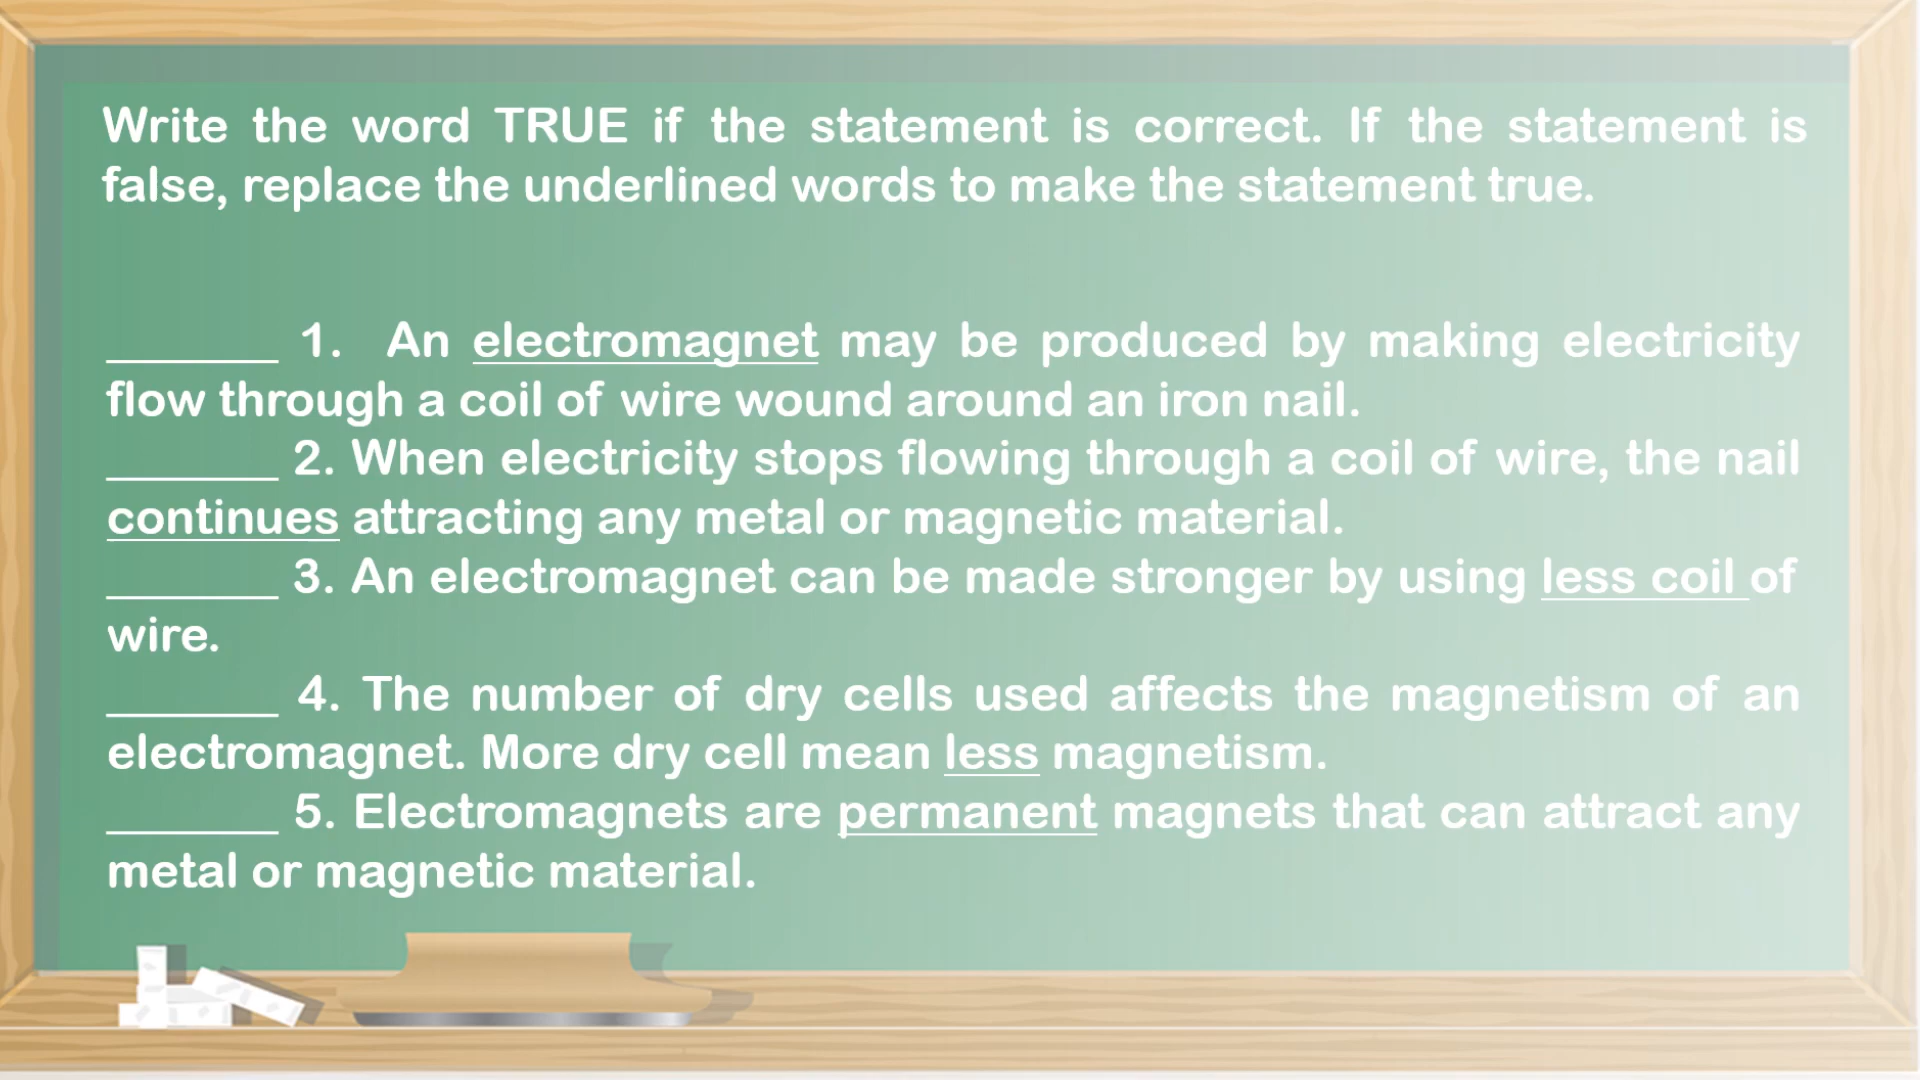 Write the word TRUE if the statement is correct. If the statement is
false, replace the underlined words to make the statement true.
_______ 1. An electromagnet may be produced by making electricity
flow through a coil of wire wound around an iron nail.
_______ 2. When electricity stops flowing through a coil of wire, the nail
continues attracting any metal or magnetic material.
_______ 3. An electromagnet can be made stronger by using less coil of
wire.
_______ 4. The number of dry cells used affects the magnetism of an
electromagnet. More dry cell mean less magnetism.
_______ 5. Electromagnets are permanent magnets that can attract any
metal or magnetic material.